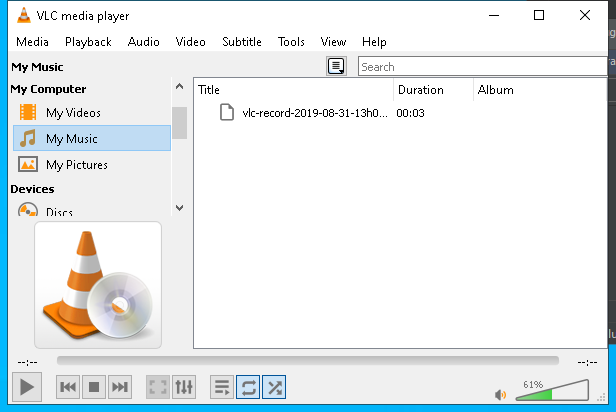 VLC media player
Media Playback Audio Video Subtitle Tools View Help
My Music
Search
My Computer
Title Duration Album
My Videos
vlc-record-2019-08-31-13h0... 00:03
My Music
My Pictures
Devices
Discs
--:-- --:--
61%